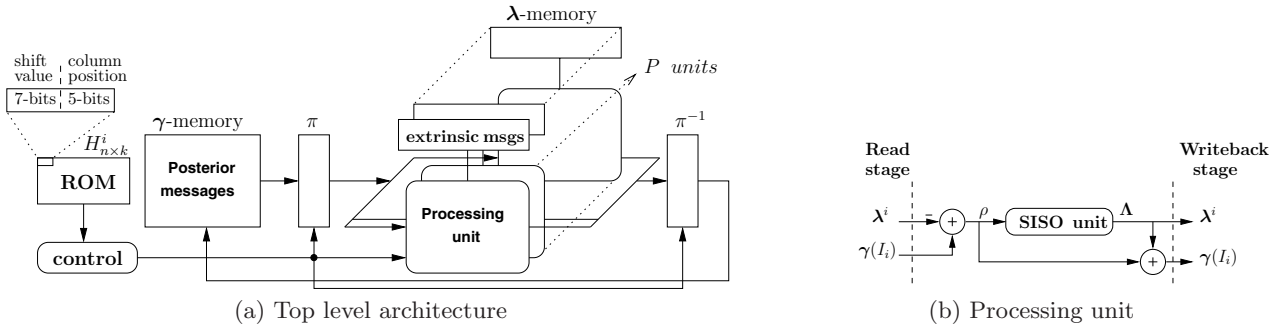 λ-memory
shift value
column position
7-bits
5-bits
P units
γ-memory
π
π⁻¹
H^i_{n×k}
extrinsic msgs
ROM
Posterior messages
Processing unit
control
(a) Top level architecture
Read stage
Writeback stage
λ^i
-
+
ρ
SISO unit
Λ
λ^i
γ(I_i)
+
γ(I_i)
(b) Processing unit